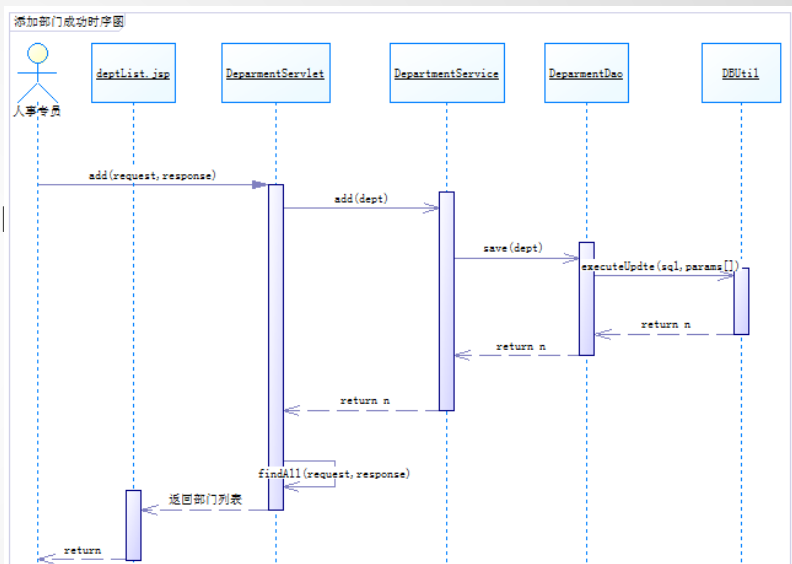 添加部门成功时序图
deptList.jsp
DeparmentServlet
DepartmentService
DeparmentDao
DBUtil
人事专员
add(request,response)
add(dept)
save(dept)
executeUpdte(sql,params[])
return n
return n
return n
findAll(request,response)
返回部门列表
return